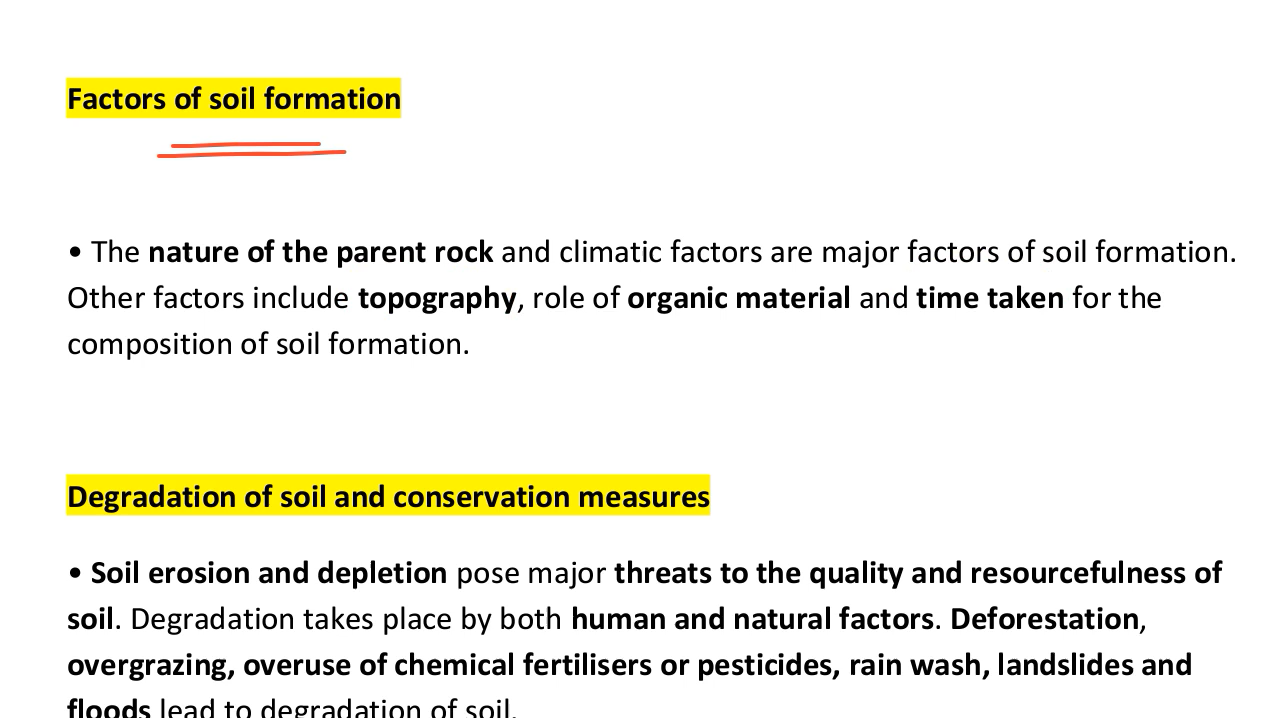 Factors of soil formation
• The nature of the parent rock and climatic factors are major factors of soil formation.
Other factors include topography, role of organic material and time taken for the
composition of soil formation.
Degradation of soil and conservation measures
• Soil erosion and depletion pose major threats to the quality and resourcefulness of
soil. Degradation takes place by both human and natural factors. Deforestation,
overgrazing, overuse of chemical fertilisers or pesticides, rain wash, landslides and
floods lead to degradation of soil.